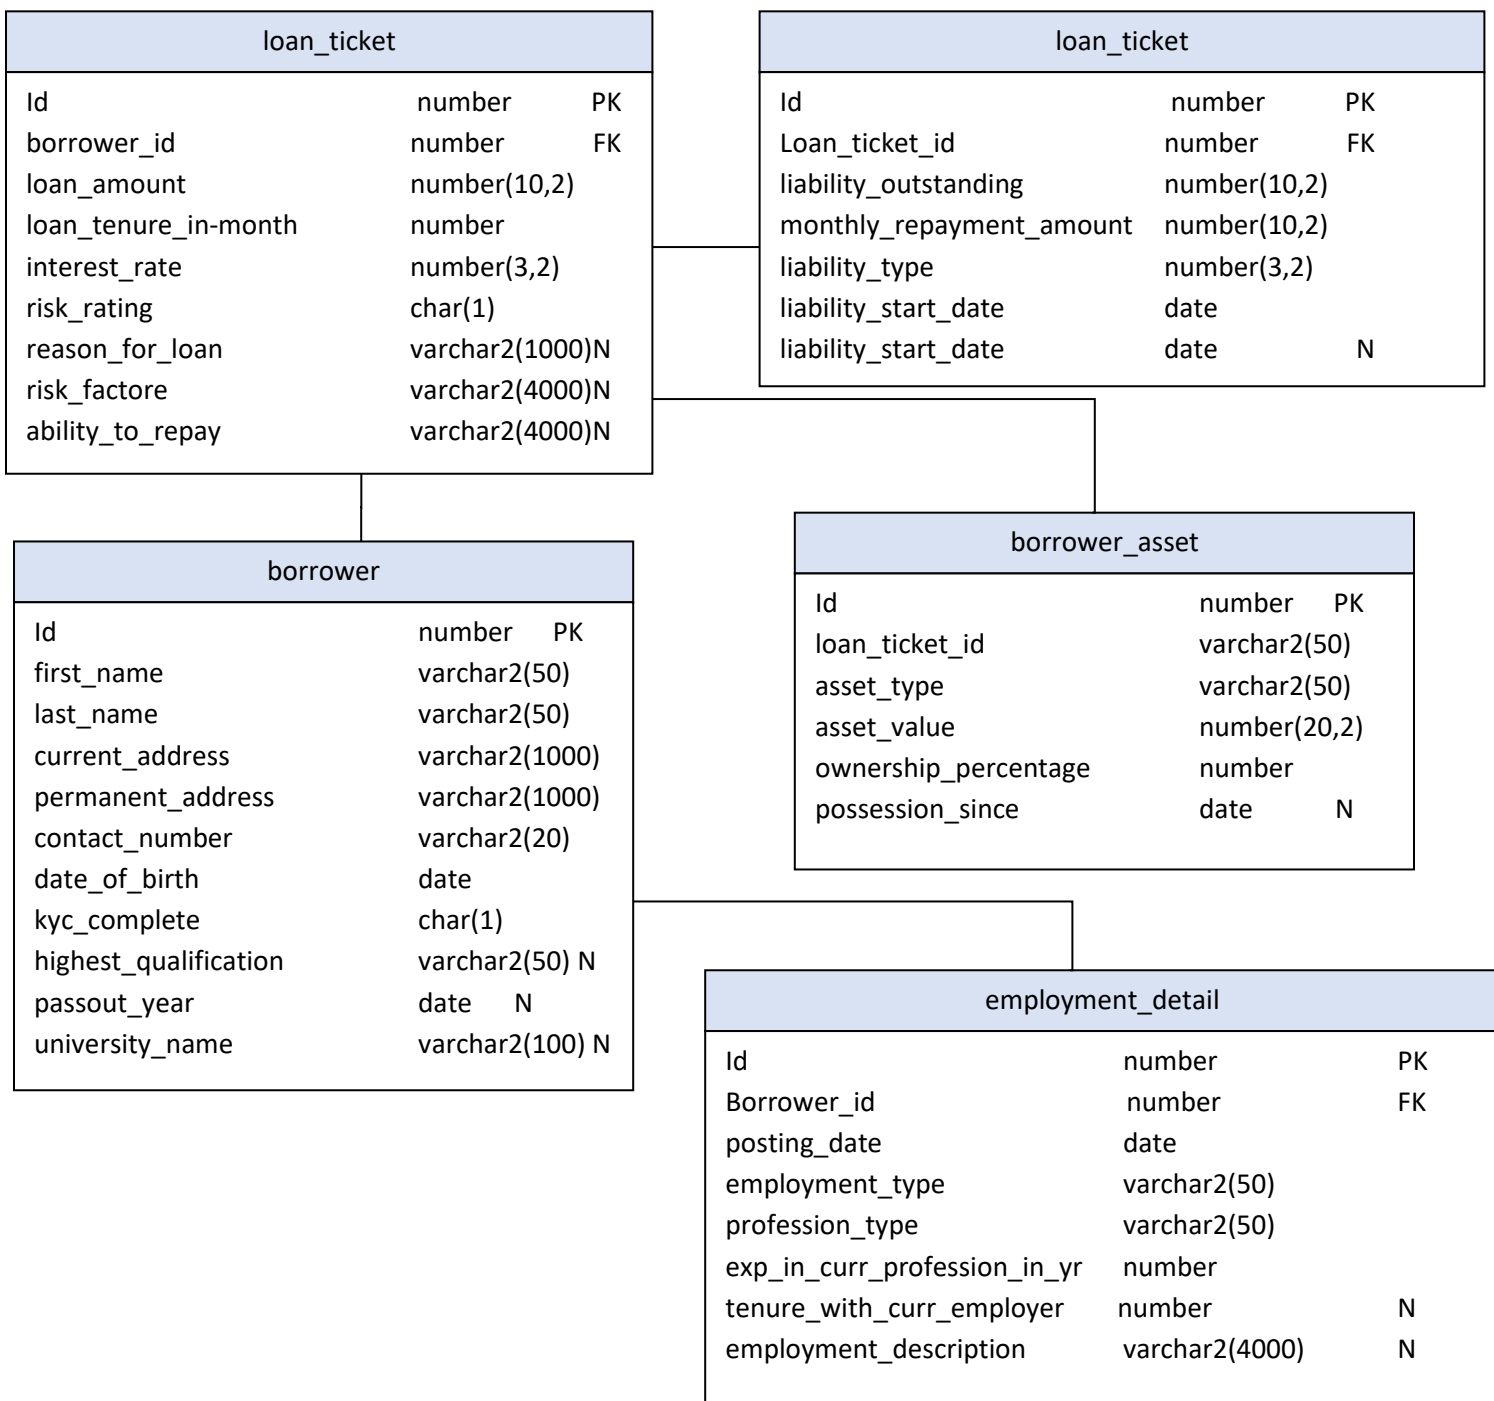 loan_ticket
Id number PK
borrower_id number FK
loan_amount number(10,2)
loan_tenure_in-month number
interest_rate number(3,2)
risk_rating char(1)
reason_for_loan varchar2(1000)N
risk_factore varchar2(4000)N
ability_to_repay varchar2(4000)N
loan_ticket
Id number PK
Loan_ticket_id number FK
liability_outstanding number(10,2)
monthly_repayment_amount number(10,2)
liability_type number(3,2)
liability_start_date date
liability_start_date date N
borrower
Id number PK
first_name varchar2(50)
last_name varchar2(50)
current_address varchar2(1000)
permanent_address varchar2(1000)
contact_number varchar2(20)
date_of_birth date
kyc_complete char(1)
highest_qualification varchar2(50) N
passout_year date N
university_name varchar2(100) N
borrower_asset
Id number PK
loan_ticket_id varchar2(50)
asset_type varchar2(50)
asset_value number(20,2)
ownership_percentage number
possession_since date N
employment_detail
Id number PK
Borrower_id number FK
posting_date date
employment_type varchar2(50)
profession_type varchar2(50)
exp_in_curr_profession_in_yr number
tenure_with_curr_employer number N
employment_description varchar2(4000) N